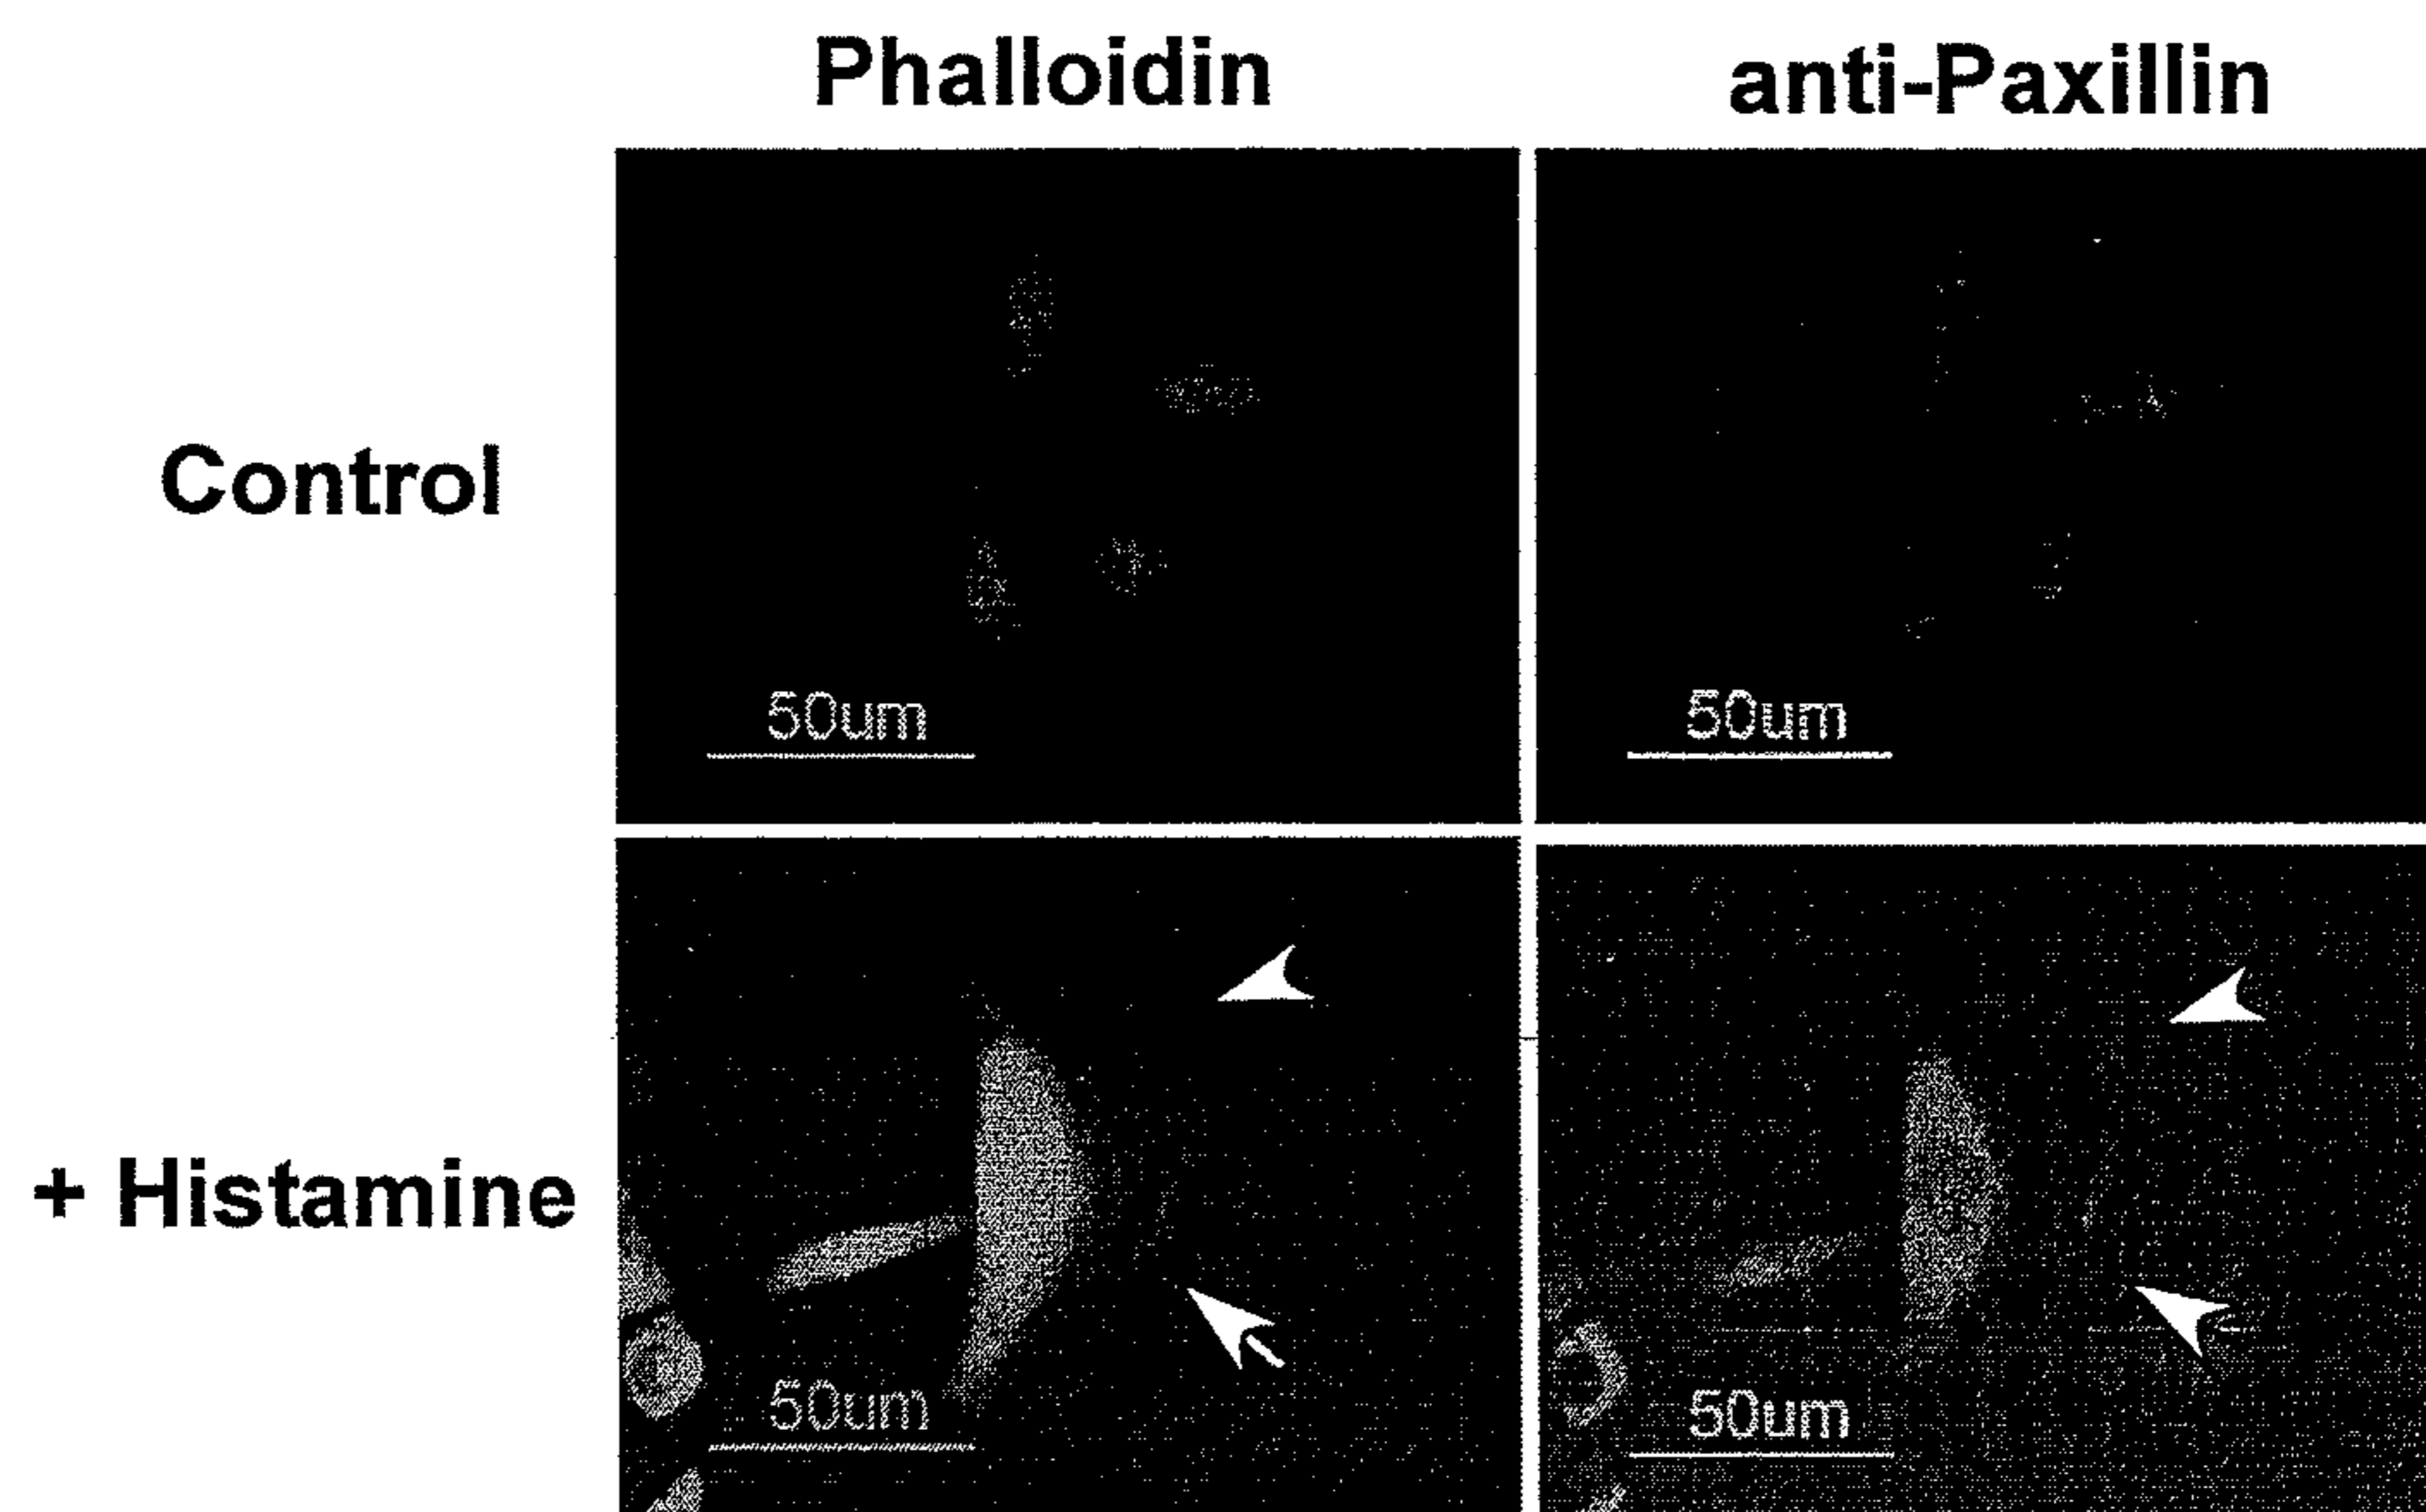 Phalloidin
anti-Paxillin
Control
50um
50um
+ Histamine
50um
50um